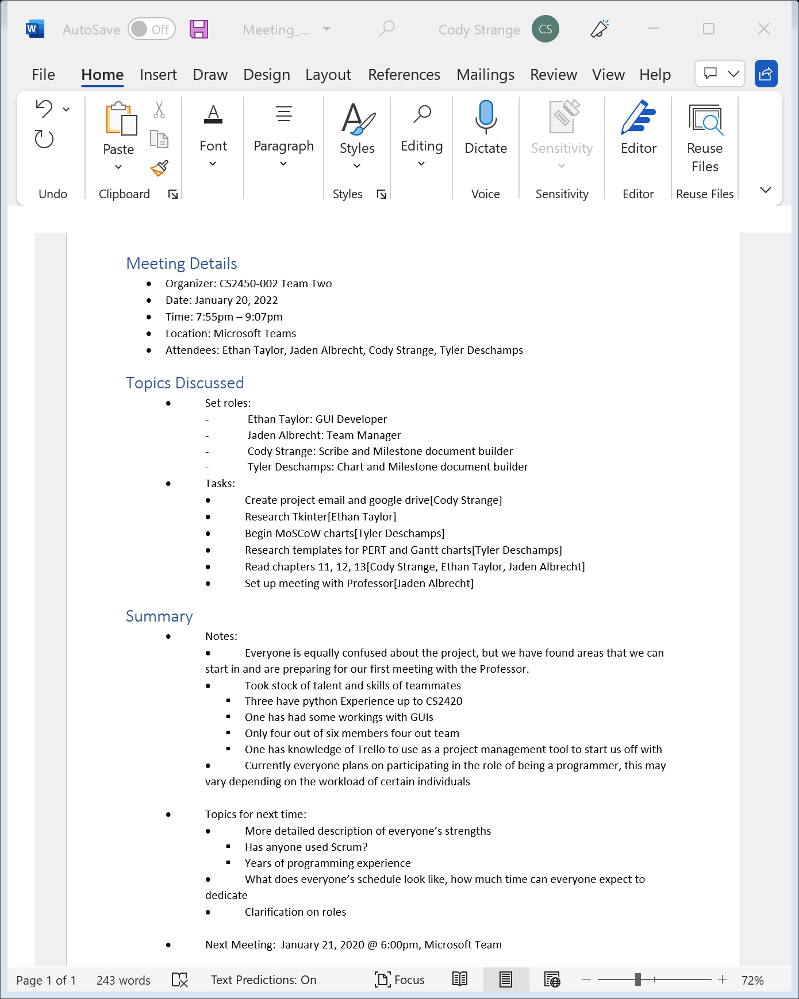 AutoSave Off Meeting_... Cody Strange CS
File Home Insert Draw Design Layout References Mailings Review View Help
Paste Font Paragraph Styles Editing Dictate Sensitivity Editor Reuse Files
Undo Clipboard Styles Voice Sensitivity Editor Reuse Files
Meeting Details
• Organizer: CS2450-002 Team Two
• Date: January 20, 2022
• Time: 7:55pm – 9:07pm
• Location: Microsoft Teams
• Attendees: Ethan Taylor, Jaden Albrecht, Cody Strange, Tyler Deschamps
Topics Discussed
• Set roles:
- Ethan Taylor: GUI Developer
- Jaden Albrecht: Team Manager
- Cody Strange: Scribe and Milestone document builder
- Tyler Deschamps: Chart and Milestone document builder
• Tasks:
• Create project email and google drive[Cody Strange]
• Research Tkinter[Ethan Taylor]
• Begin MoSCoW charts[Tyler Deschamps]
• Research templates for PERT and Gantt charts[Tyler Deschamps]
• Read chapters 11, 12, 13[Cody Strange, Ethan Taylor, Jaden Albrecht]
• Set up meeting with Professor[Jaden Albrecht]
Summary
• Notes:
• Everyone is equally confused about the project, but we have found areas that we can
start in and are preparing for our first meeting with the Professor.
• Took stock of talent and skills of teammates
▪ Three have python Experience up to CS2420
▪ One has had some workings with GUIs
▪ Only four out of six members four out team
▪ One has knowledge of Trello to use as a project management tool to start us off with
• Currently everyone plans on participating in the role of being a programmer, this may
vary depending on the workload of certain individuals
• Topics for next time:
• More detailed description of everyone’s strengths
▪ Has anyone used Scrum?
▪ Years of programming experience
• What does everyone’s schedule look like, how much time can everyone expect to
dedicate
• Clarification on roles
• Next Meeting:  January 21, 2020 @ 6:00pm, Microsoft Team
Page 1 of 1 243 words Text Predictions: On Focus 72%